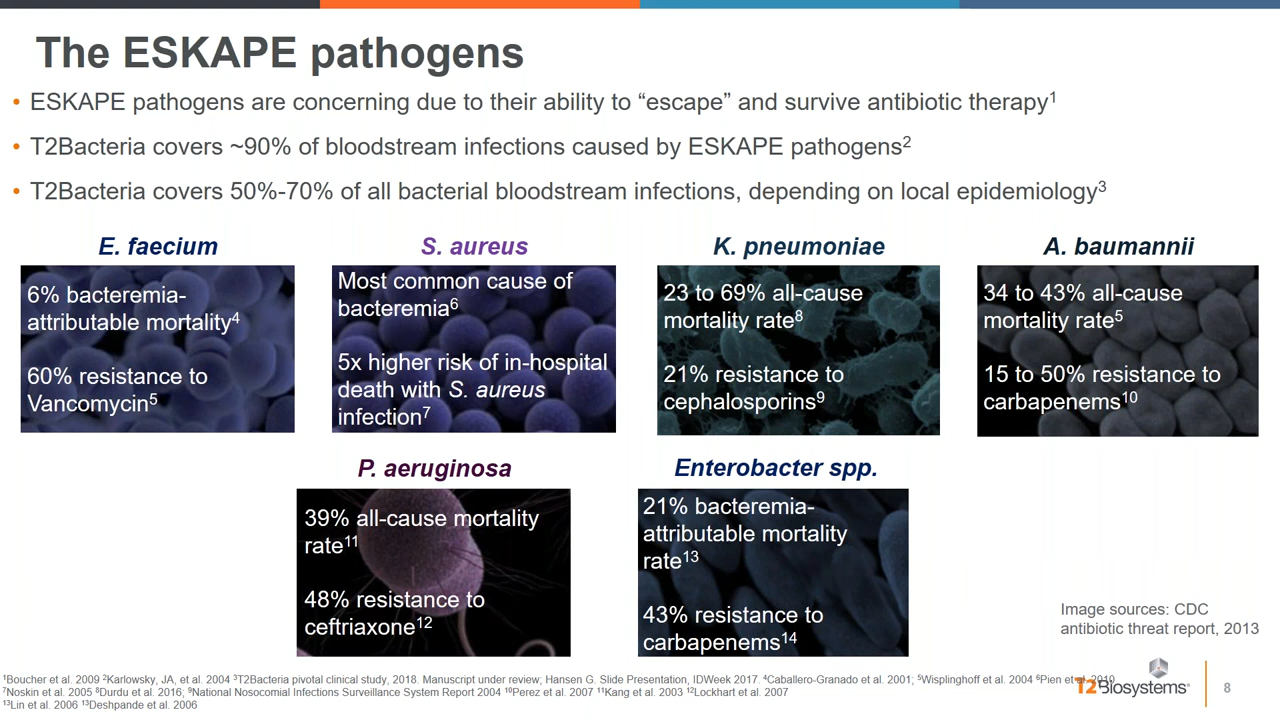 The ESKAPE pathogens
• ESKAPE pathogens are concerning due to their ability to “escape” and survive antibiotic therapy1
• T2Bacteria covers ~90% of bloodstream infections caused by ESKAPE pathogens2
• T2Bacteria covers 50%-70% of all bacterial bloodstream infections, depending on local epidemiology3
E. faecium
6% bacteremia-
attributable mortality4
60% resistance to
Vancomycin5
S. aureus
Most common cause of
bacteremia6
5x higher risk of in-hospital
death with S. aureus
infection7
K. pneumoniae
23 to 69% all-cause
mortality rate8
21% resistance to
cephalosporins9
A. baumannii
34 to 43% all-cause
mortality rate5
15 to 50% resistance to
carbapenems10
P. aeruginosa
39% all-cause mortality
rate11
48% resistance to
ceftriaxone12
Enterobacter spp.
21% bacteremia-
attributable mortality
rate13
43% resistance to
carbapenems14
Image sources: CDC
antibiotic threat report, 2013
1Boucher et al. 2009 2Karlowsky, JA, et al. 2004 3T2Bacteria pivotal clinical study, 2018. Manuscript under review; Hansen G. Slide Presentation, IDWeek 2017. 4Caballero-Granado et al. 2001; 5Wisplinghoff et al. 2004 6Pien et al. 2010
7Noskin et al. 2005 8Durdu et al. 2016; 9National Nosocomial Infections Surveillance System Report 2004 10Perez et al. 2007 11Kang et al. 2003 12Lockhart et al. 2007
13Lin et al. 2006 13Deshpande et al. 2006
T2Biosystems
8